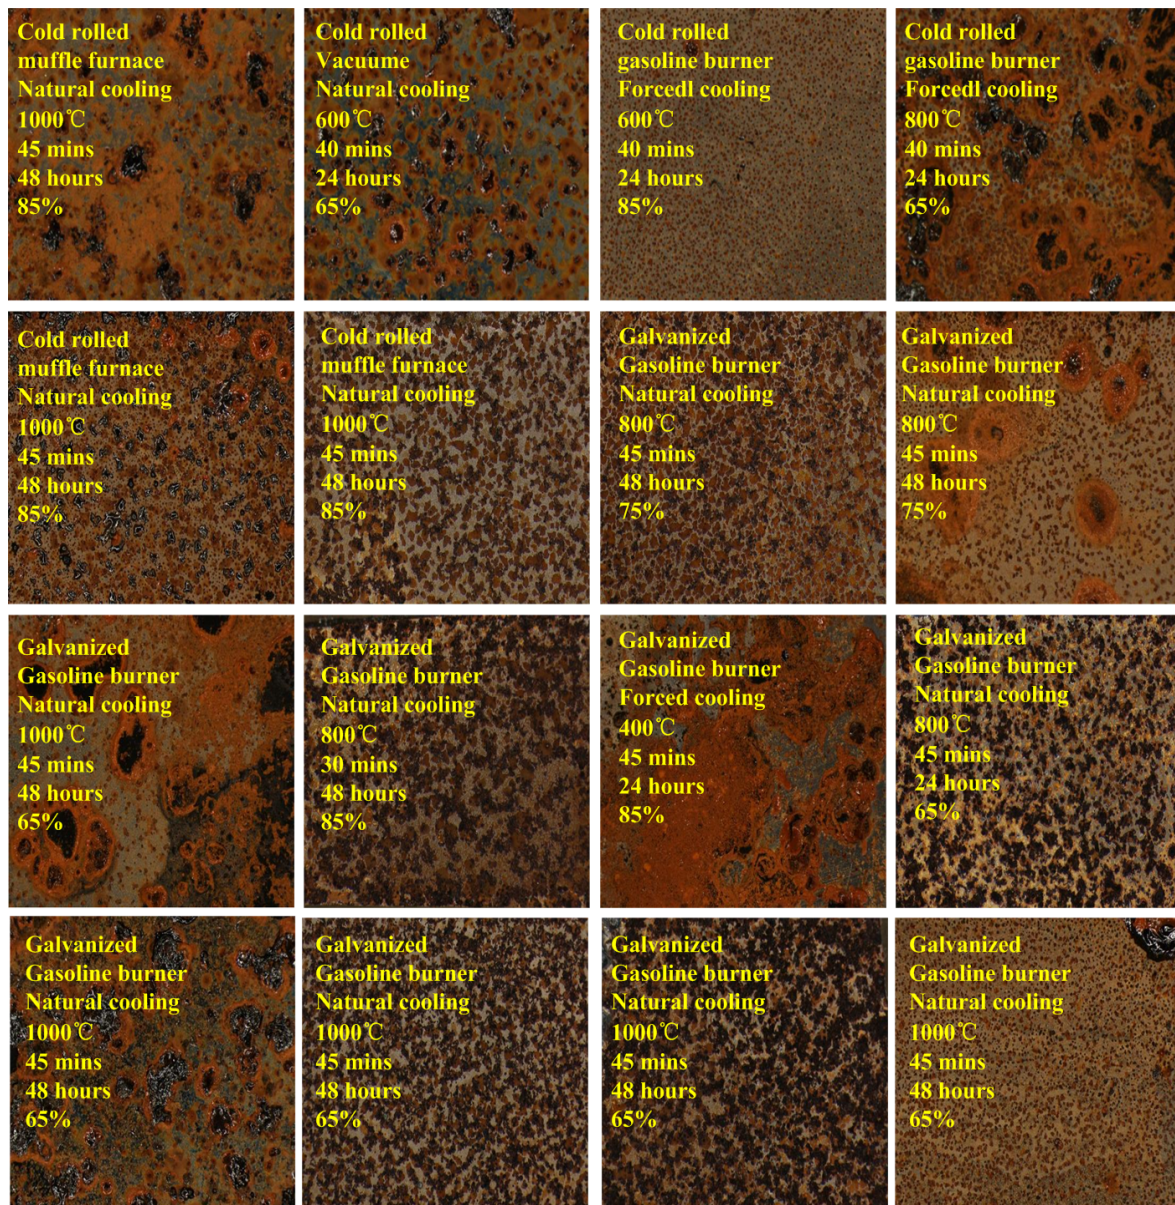 Cold rolled
muffle furnace
Natural cooling
1000℃
45 mins
48 hours
85%
Cold rolled
Vacuume
Natural cooling
600℃
40 mins
24 hours
65%
Cold rolled
gasoline burner
Forcedl cooling
600℃
40 mins
24 hours
85%
Cold rolled
gasoline burner
Forcedl cooling
800℃
40 mins
24 hours
65%
Cold rolled
muffle furnace
Natural cooling
1000℃
45 mins
48 hours
85%
Cold rolled
muffle furnace
Natural cooling
1000℃
45 mins
48 hours
85%
Galvanized
Gasoline burner
Natural cooling
800℃
45 mins
48 hours
75%
Galvanized
Gasoline burner
Natural cooling
800℃
45 mins
48 hours
75%
Galvanized
Gasoline burner
Natural cooling
1000℃
45 mins
48 hours
65%
Galvanized
Gasoline burner
Natural cooling
800℃
30 mins
48 hours
85%
Galvanized
Gasoline burner
Forced cooling
400℃
45 mins
24 hours
85%
Galvanized
Gasoline burner
Natural cooling
800℃
45 mins
24 hours
65%
Galvanized
Gasoline burner
Natural cooling
1000℃
45 mins
48 hours
65%
Galvanized
Gasoline burner
Natural cooling
1000℃
45 mins
48 hours
65%
Galvanized
Gasoline burner
Natural cooling
1000℃
45 mins
48 hours
65%
Galvanized
Gasoline burner
Natural cooling
1000℃
45 mins
48 hours
65%